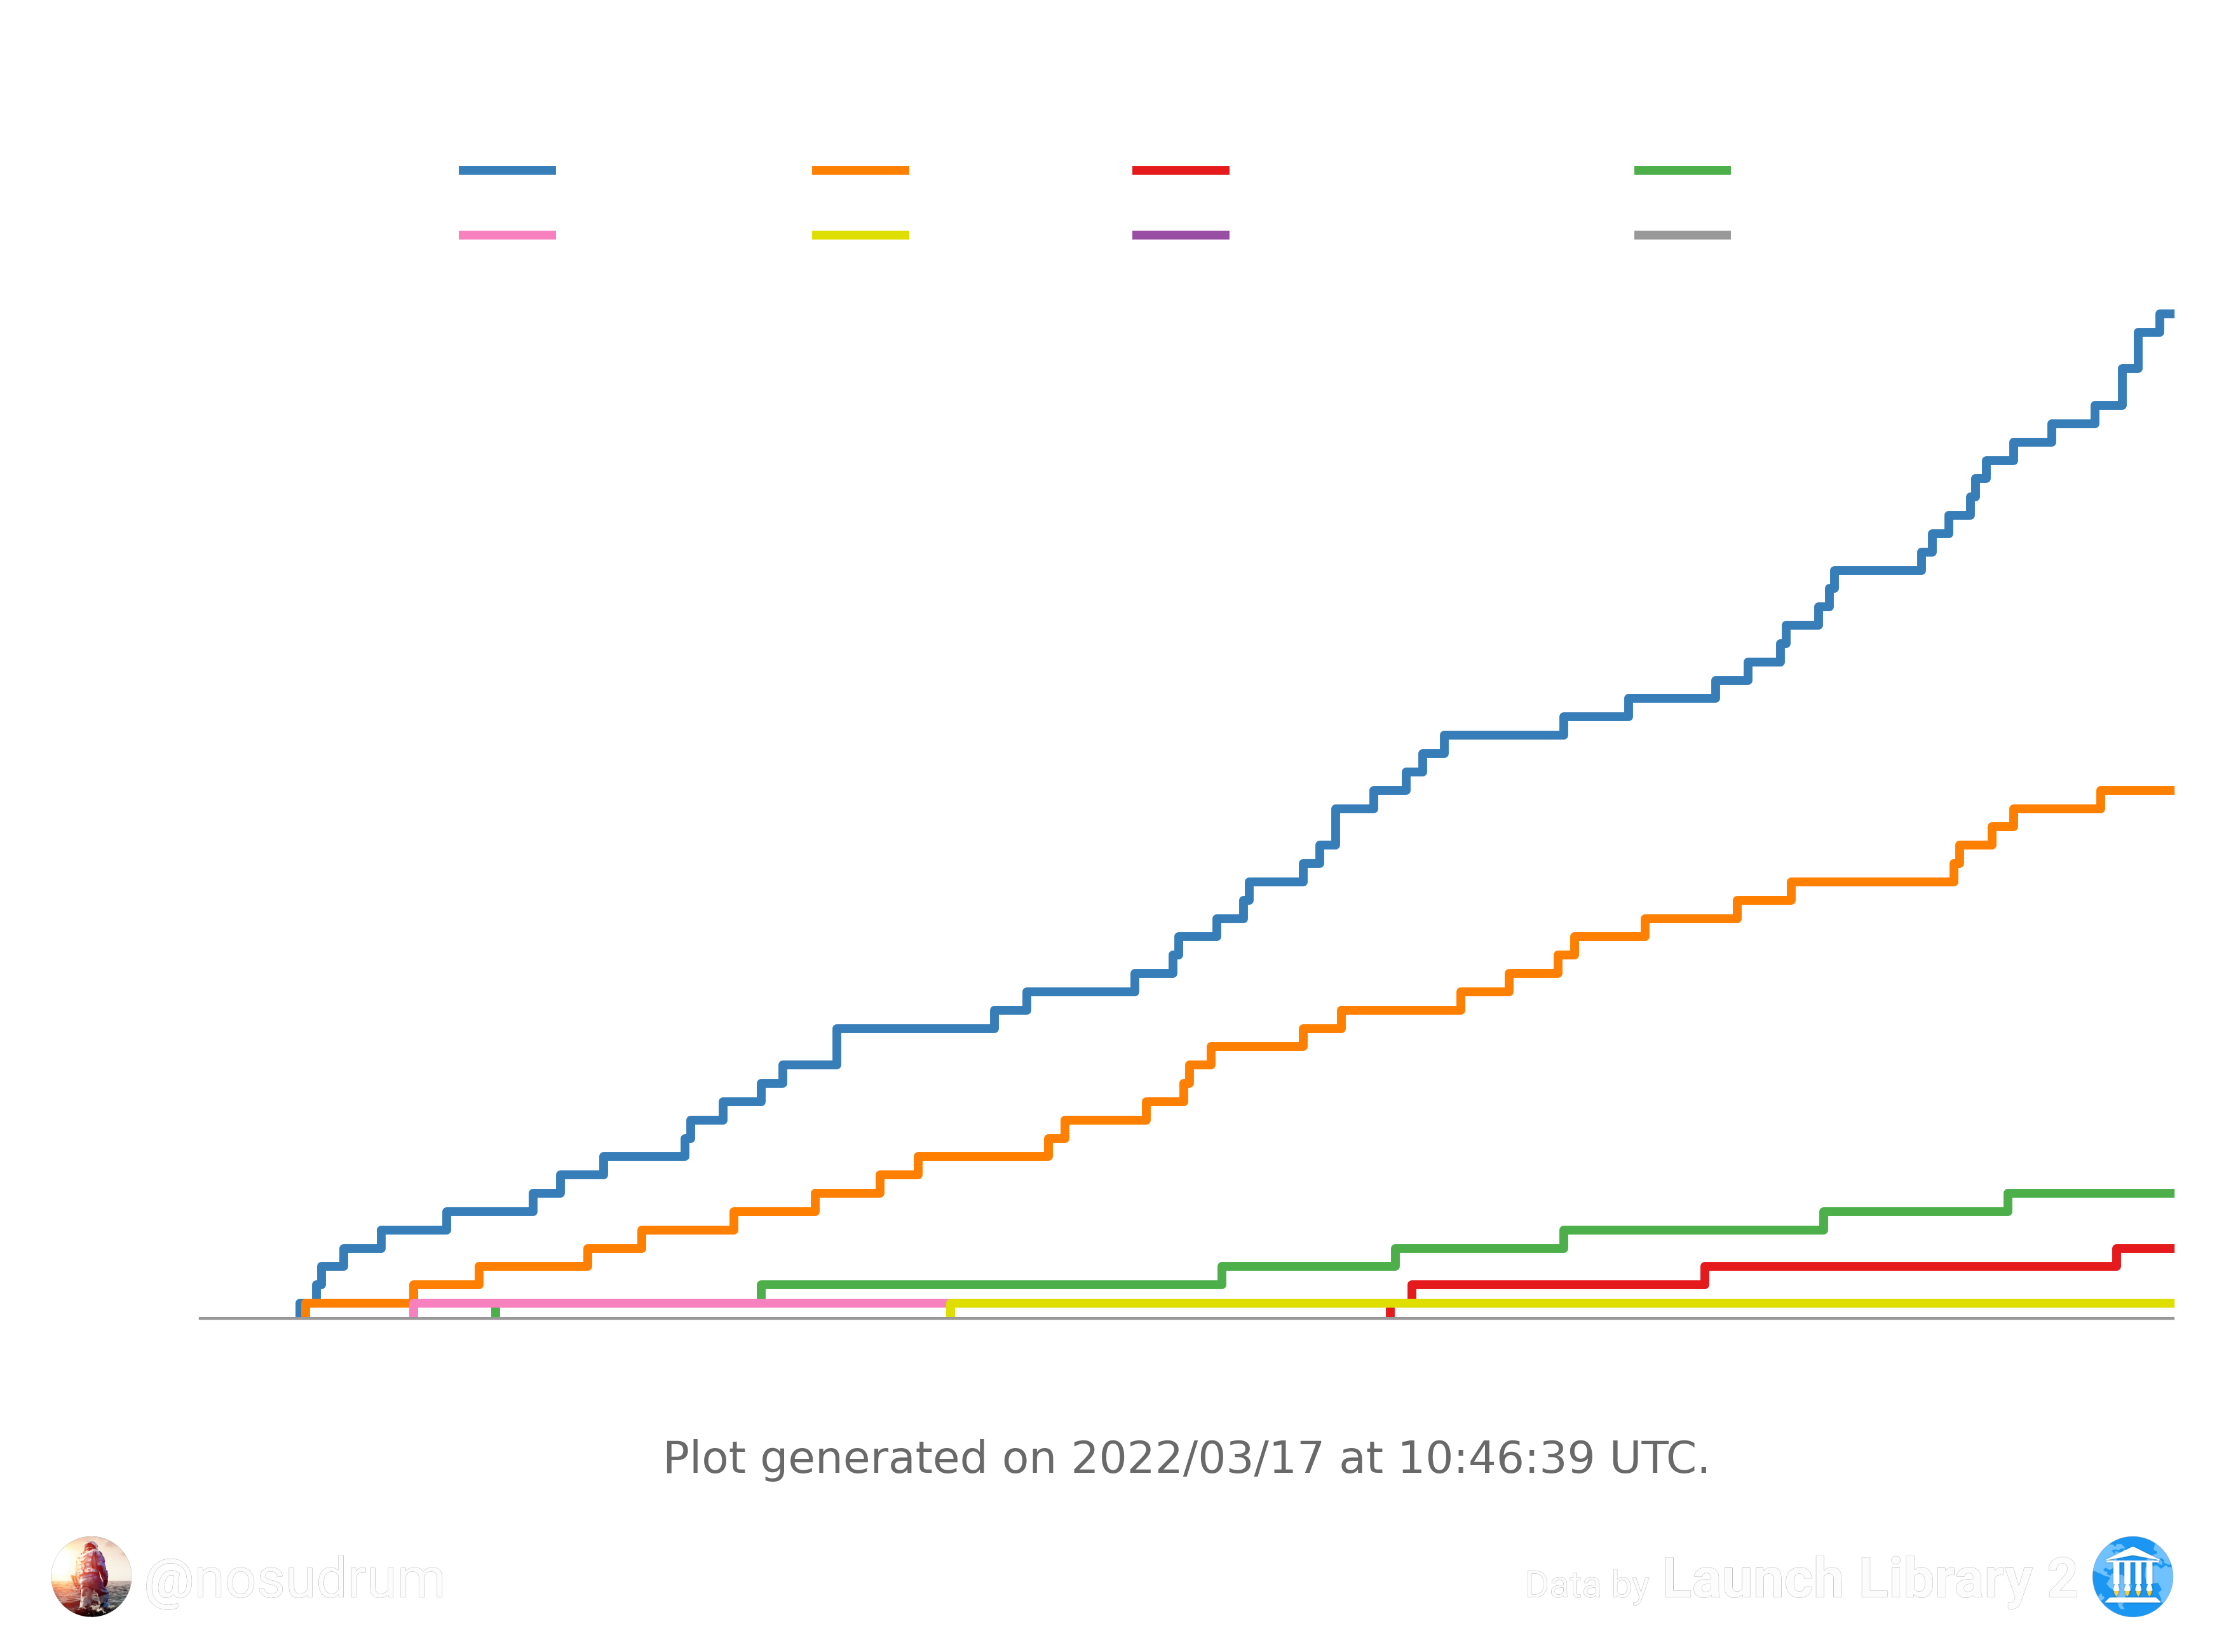 Plot generated on 2022/03/17 at 10:46:39 UTC.
@nosudrum
Data by Launch Library 2